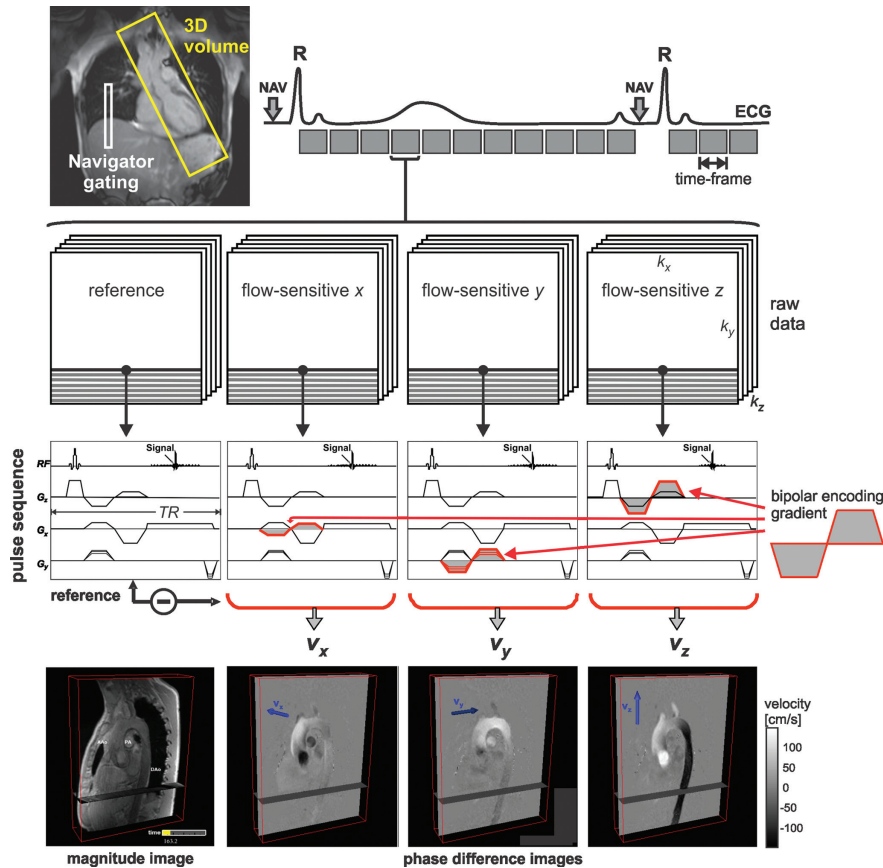 3D
volume
Navigator
gating
NAV
R
NAV
R
ECG
time-frame
reference
flow-sensitive x
flow-sensitive y
flow-sensitive z
kx
ky
kz
raw
data
pulse sequence
RF
Signal
Signal
Signal
Signal
Gz
Gx
Gy
TR
bipolar encoding
gradient
reference
vx
vy
vz
AAo
PA
DAo
time
163.2
vx
vy
vz
velocity
[cm/s]
100
50
0
-50
-100
magnitude image
phase difference images